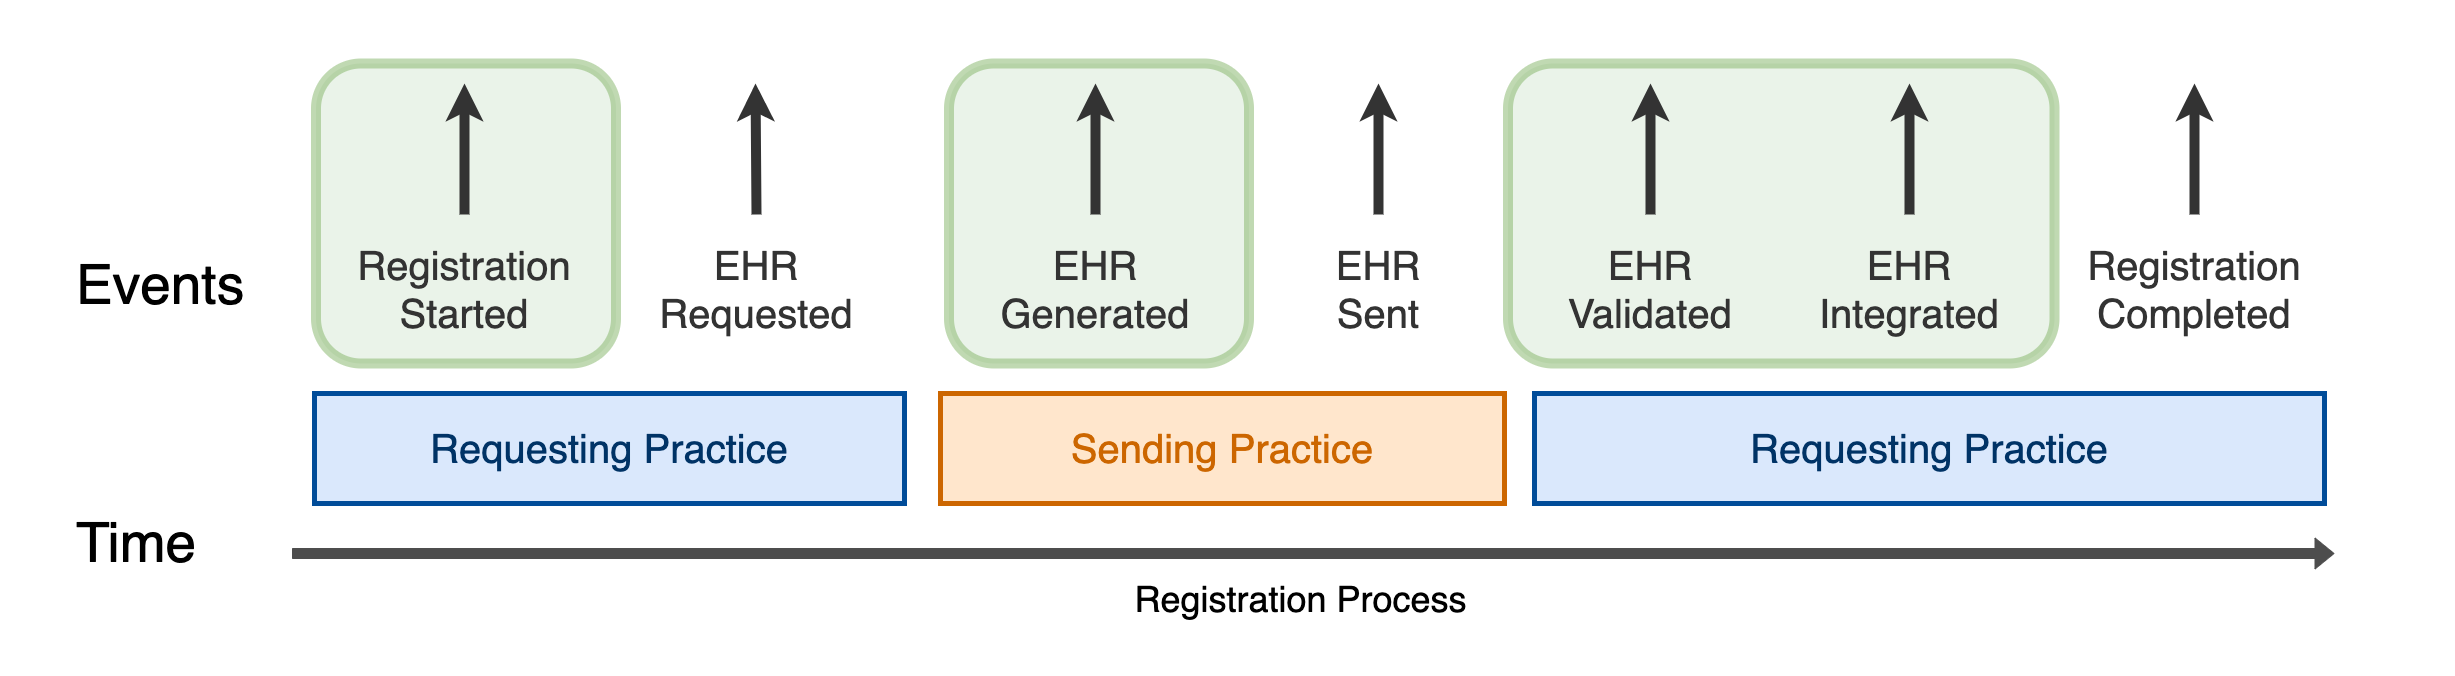 Events
Registration
Started
EHR
Requested
EHR
Generated
EHR
Sent
EHR
Validated
EHR
Integrated
Registration
Completed
Requesting Practice
Sending Practice
Requesting Practice
Time
Registration Process